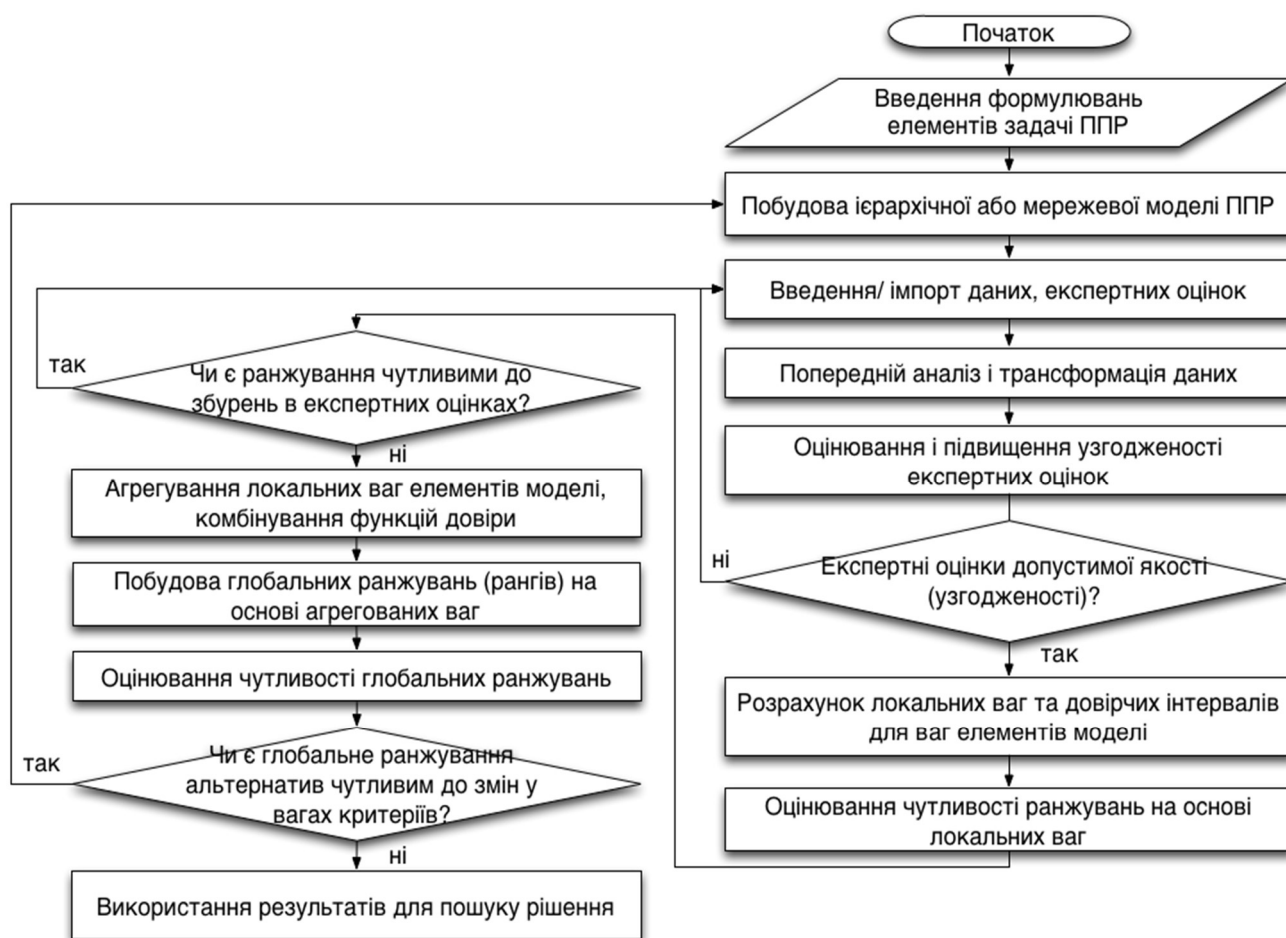 Початок
Введення формулювань
елементів задачі ППР
Побудова ієрархічної або мережевої моделі ППР
Введення/ імпорт даних, експертних оцінок
Попередній аналіз і трансформація даних
Оцінювання і підвищення узгодженості
експертних оцінок
ні
Експертні оцінки допустимої якості
(узгодженості)?
так
Розрахунок локальних ваг та довірчих інтервалів
для ваг елементів моделі
Оцінювання чутливості ранжувань на основі
локальних ваг
так
Чи є ранжування чутливими до
збурень в експертних оцінках?
ні
Агрегування локальних ваг елементів моделі,
комбінування функцій довіри
Побудова глобальних ранжувань (рангів) на
основі агрегованих ваг
Оцінювання чутливості глобальних ранжувань
так
Чи є глобальне ранжування
альтернатив чутливим до змін у
вагах критеріїв?
ні
Використання результатів для пошуку рішення